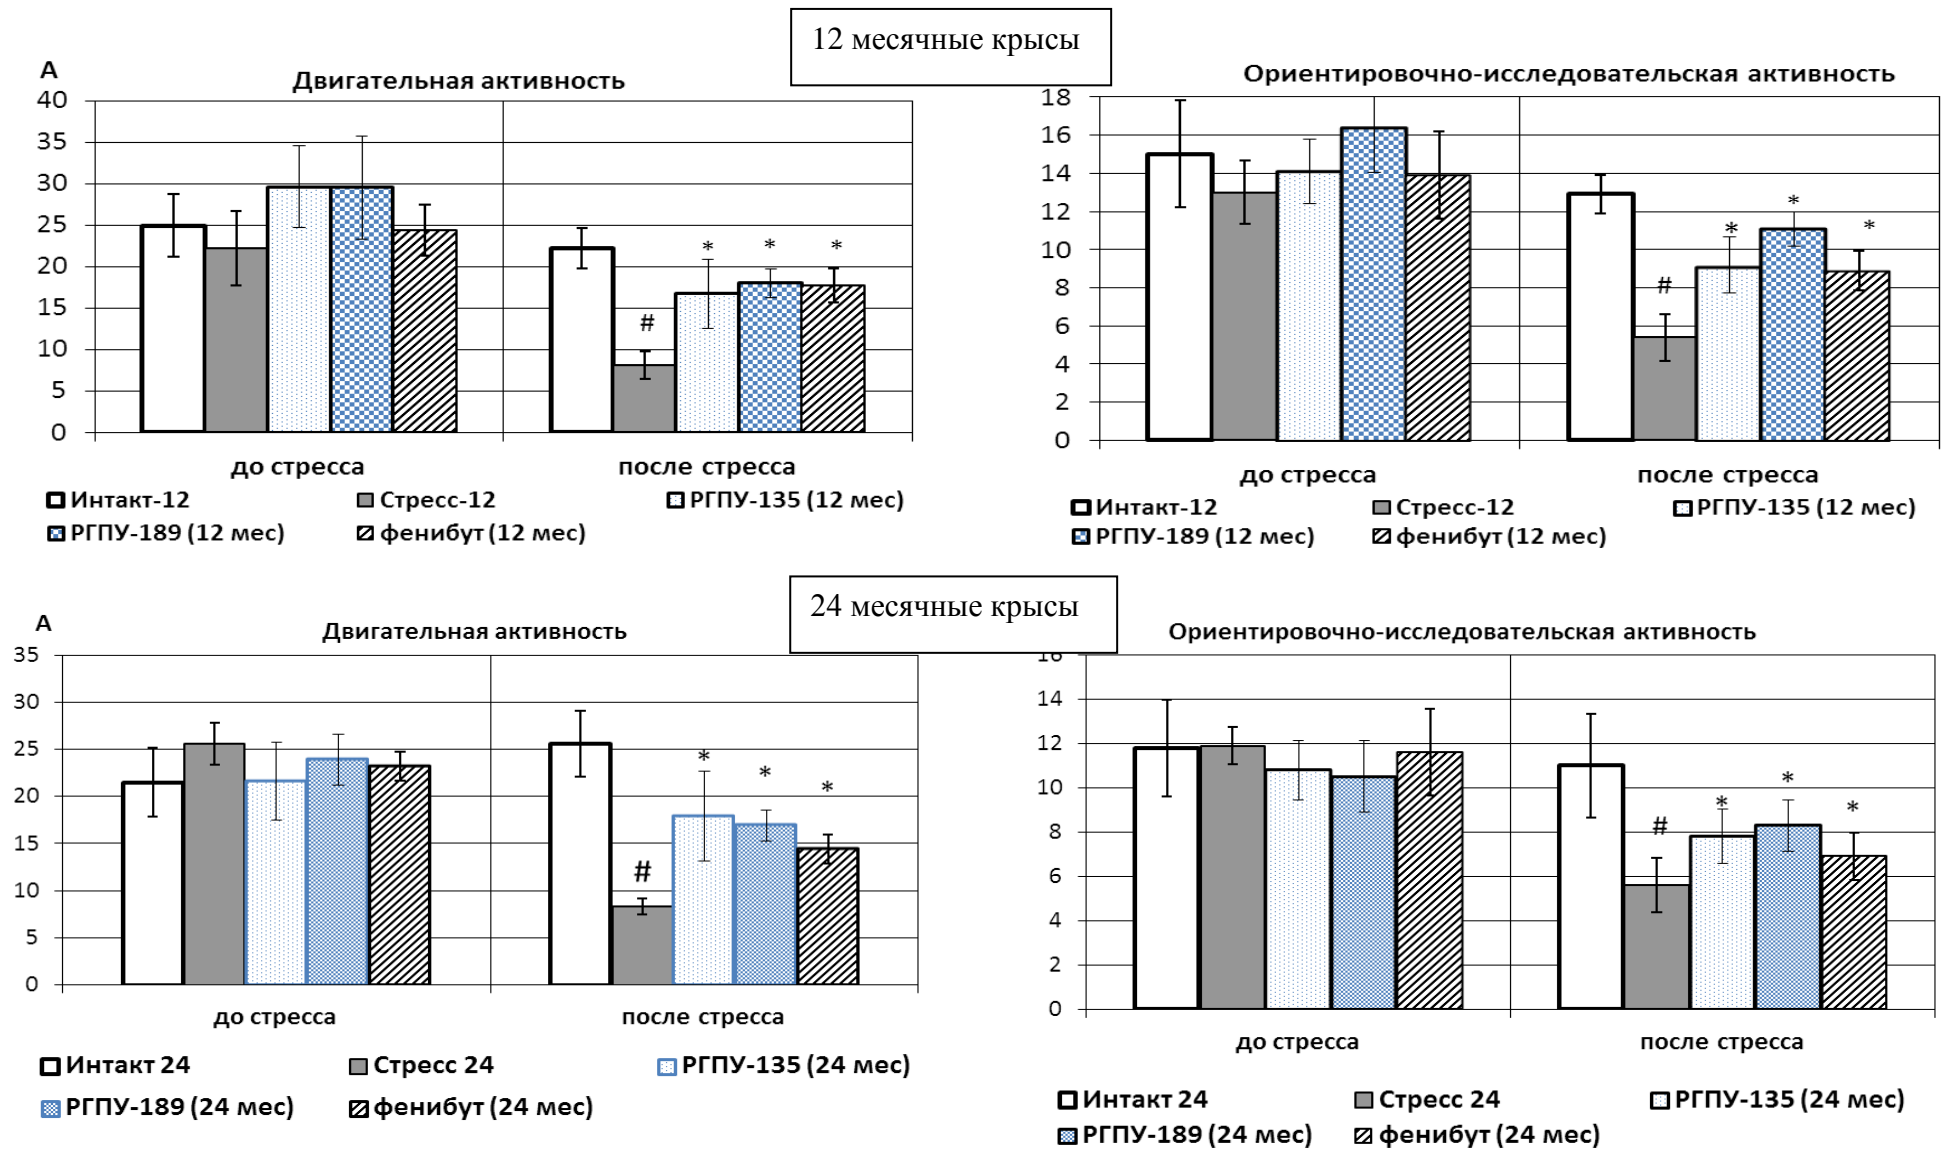 12 месячные крысы
А
Двигательная активность
40
35
30
25
20
15
10
5
0
*
*
*
#
до стресса
после стресса
Интакт-12
Стресс-12
РГПУ-135 (12 мес)
РГПУ-189 (12 мес)
фенибут (12 мес)
Ориентировочно-исследовательская активность
18
16
14
12
10
8
6
4
2
0
*
*
*
#
до стресса
после стресса
Интакт-12
Стресс-12
РГПУ-135 (12 мес)
РГПУ-189 (12 мес)
фенибут (12 мес)
24 месячные крысы
А
Двигательная активность
35
30
25
20
15
10
5
0
*
*
*
#
до стресса
после стресса
Интакт 24
Стресс 24
РГПУ-135 (24 мес)
РГПУ-189 (24 мес)
фенибут (24 мес)
Ориентировочно-исследовательская активность
16
14
12
10
8
6
4
2
0
*
*
*
#
до стресса
после стресса
Интакт 24
Стресс 24
РГПУ-135 (24 мес)
РГПУ-189 (24 мес)
фенибут (24 мес)